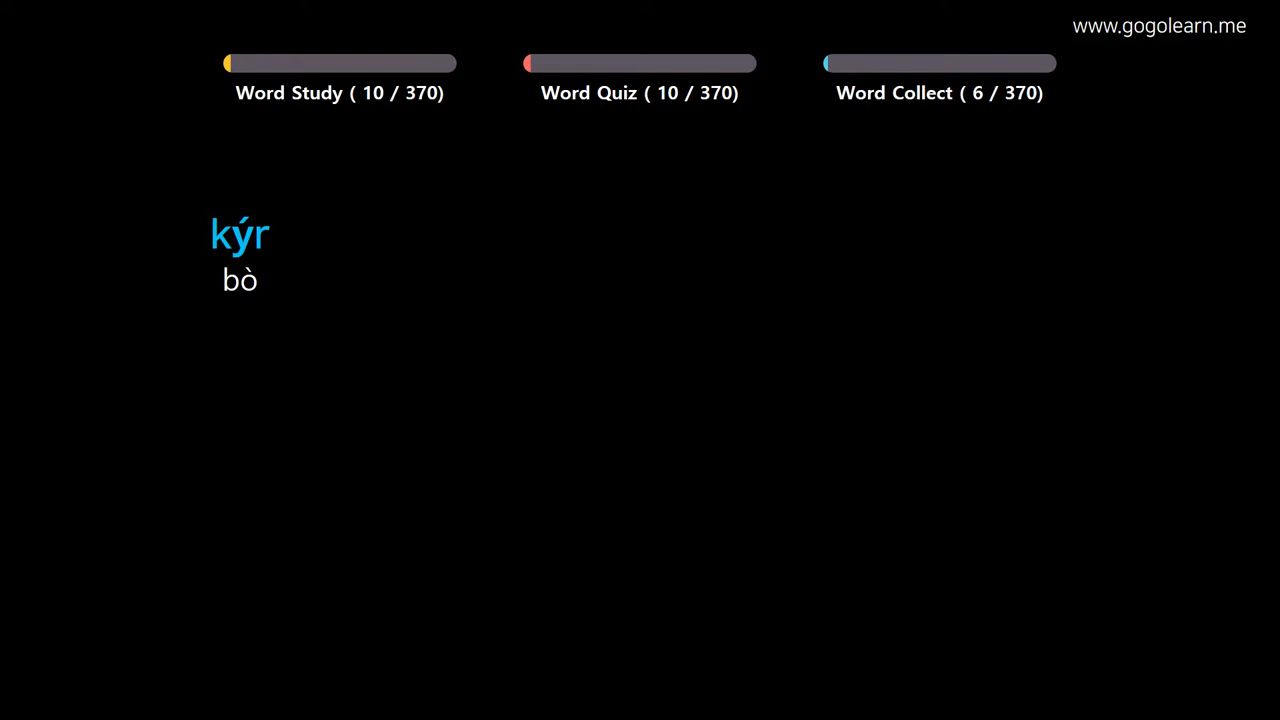 www.gogolearn.me
Word Study ( 10 / 370)
Word Quiz ( 10 / 370)
Word Collect ( 6 / 370)
kýr
bò